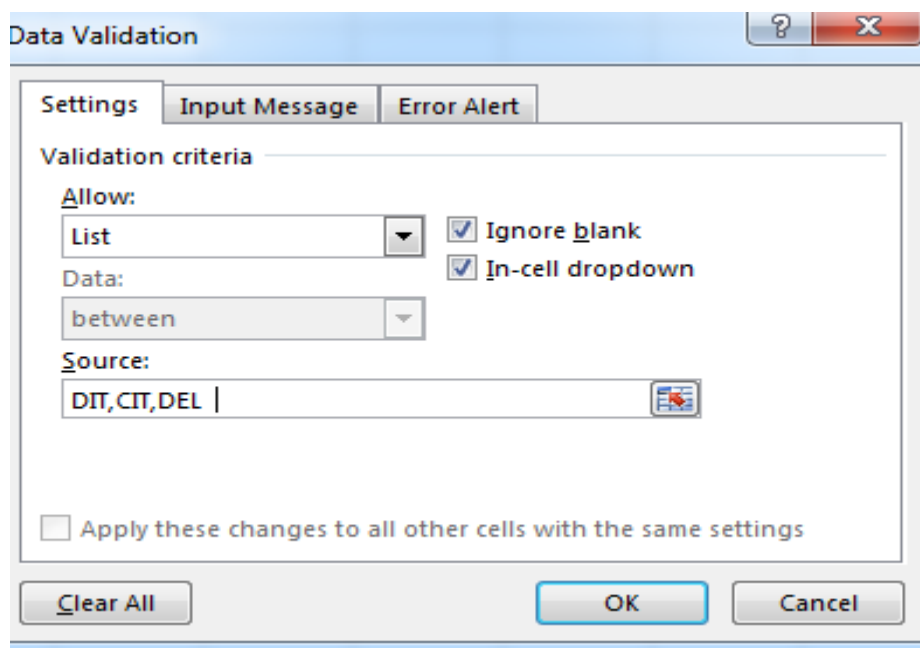 Data Validation
Settings Input Message Error Alert
Validation criteria
Allow:
List
Ignore blank
In-cell dropdown
Data:
between
Source:
DIT,CIT,DEL
Apply these changes to all other cells with the same settings
Clear All OK Cancel